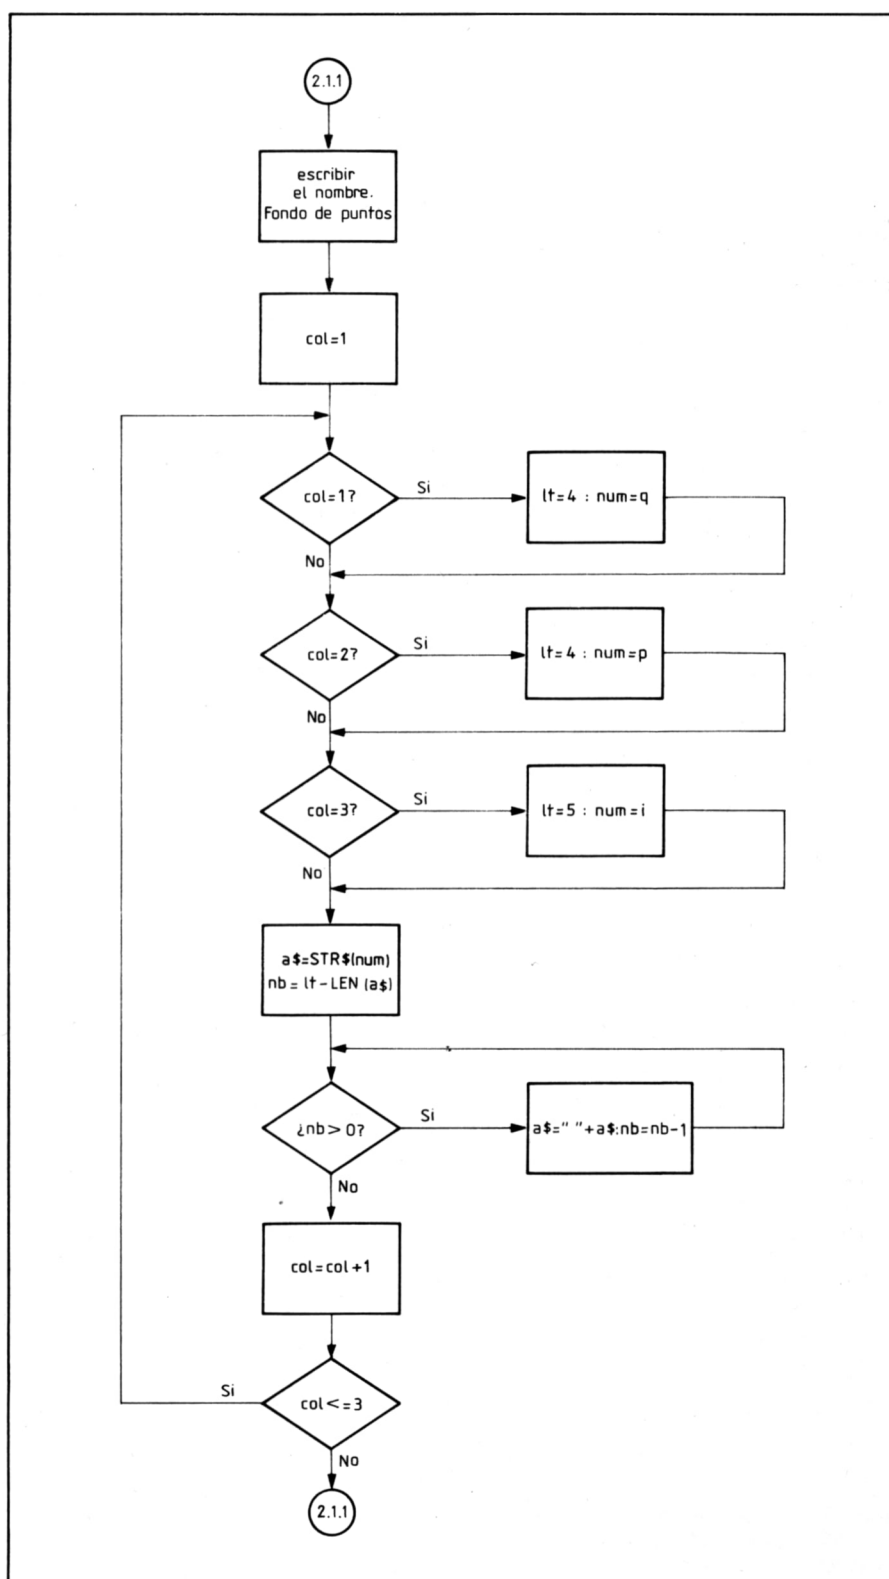 2.1.1
escribir
el nombre.
Fondo de puntos
col=1
col=1?
Si
lt=4 : num=q
No
col=2?
Si
lt=4 : num=p
No
col=3?
Si
lt=5 : num=i
No
a$=STR$(num)
nb= lt-LEN (a$)
¿nb> 0?
Si
a$=" "+a$:nb=nb-1
No
col=col+1
Si
col<=3
No
2.1.1